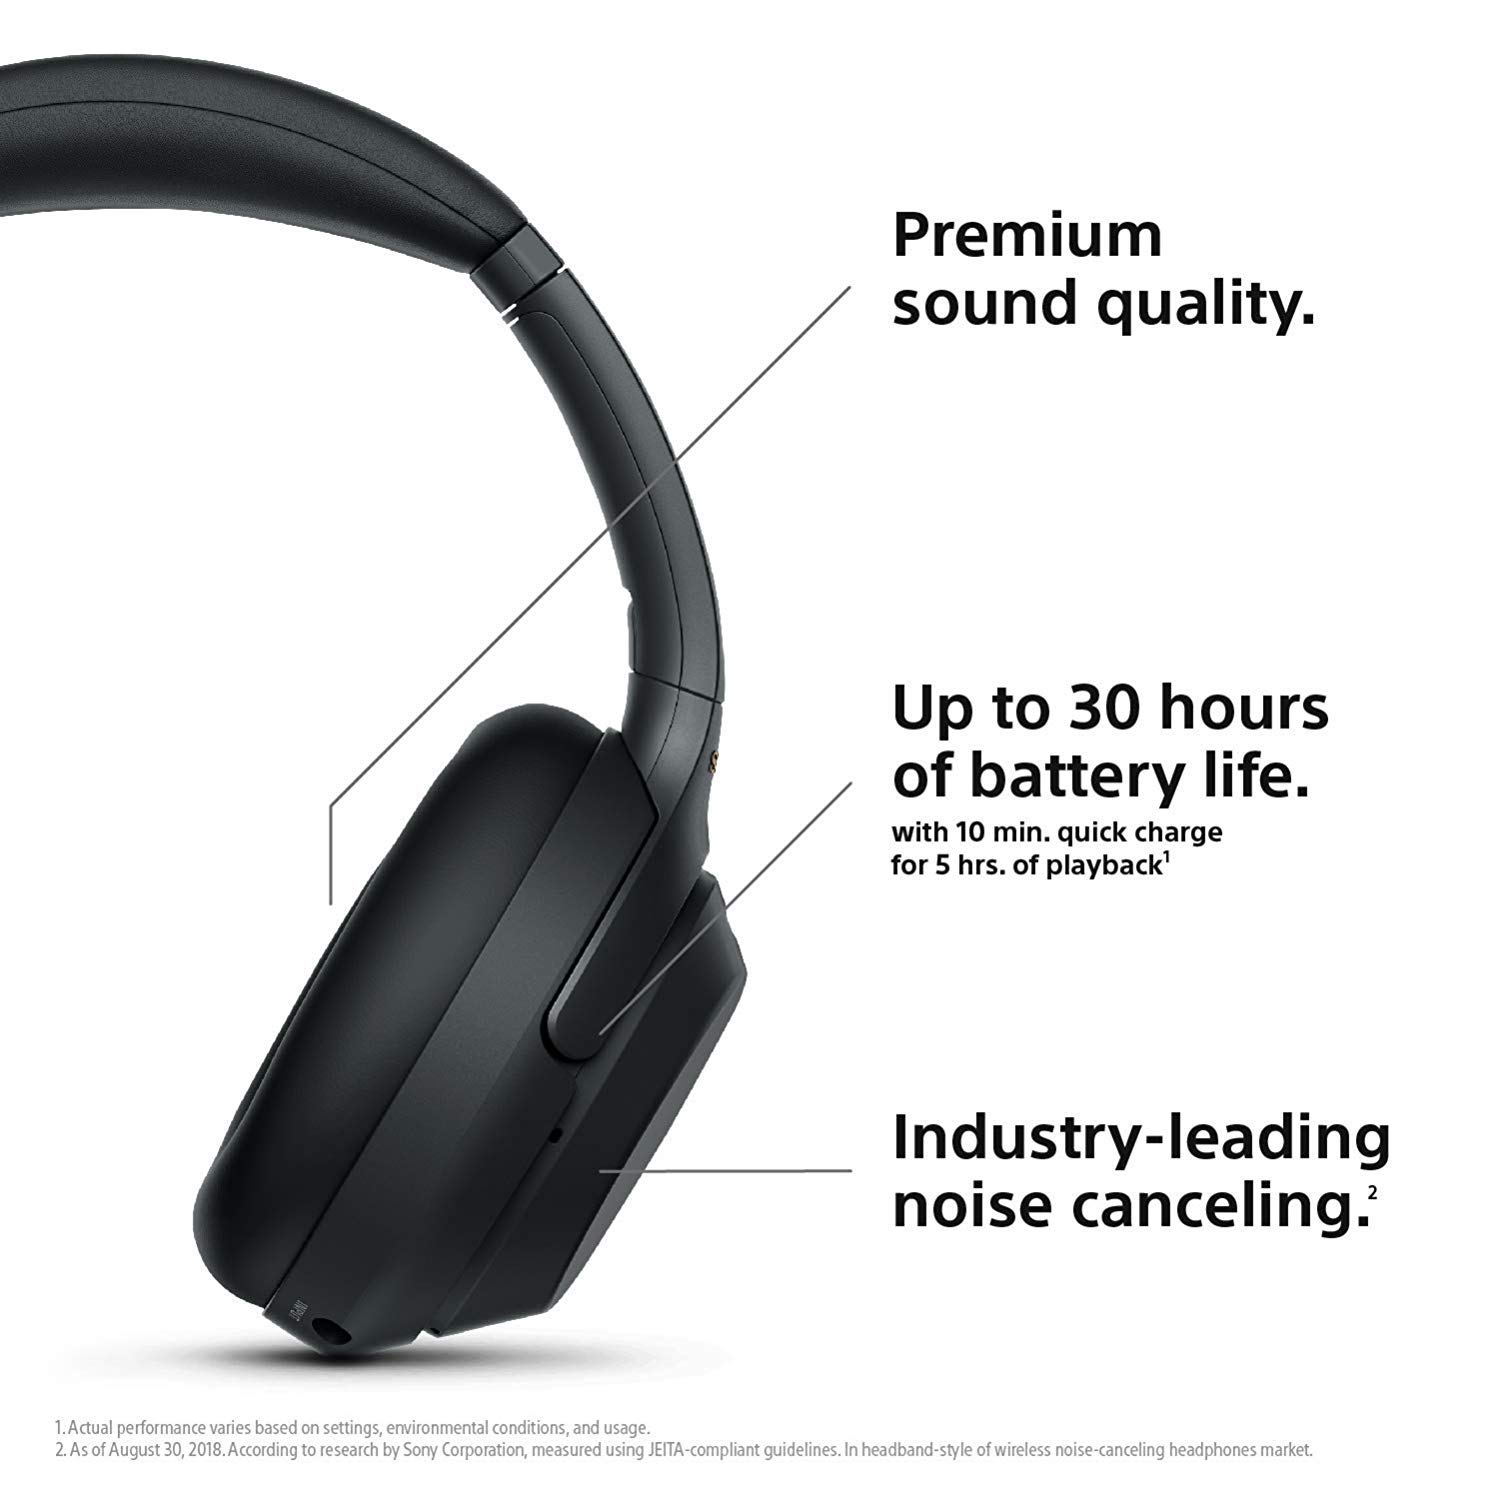 Premium
sound quality.
Up to 30 hours
of battery life.
with 10 min. quick charge
for 5 hrs. of playback¹
Industry-leading
noise canceling.²
INPUT
1. Actual performance varies based on settings, environmental conditions, and usage.
2. As of August 30, 2018. According to research by Sony Corporation, measured using JEITA-compliant guidelines. In headband-style of wireless noise-canceling headphones market.